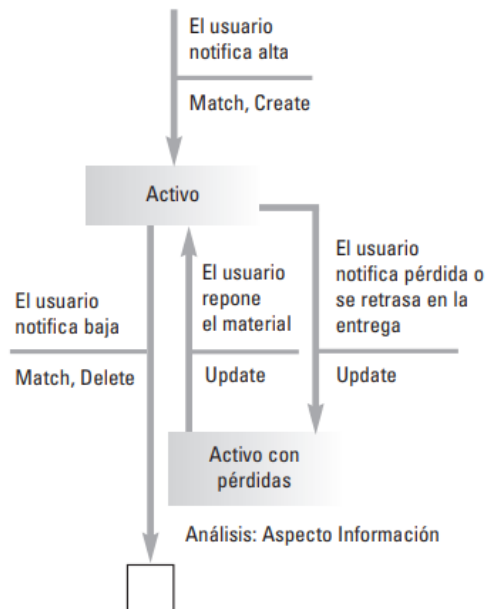 El usuario
notifica alta
Match, Create
Activo
El usuario
notifica baja
Match, Delete
El usuario
repone
el material
Update
El usuario
notifica pérdida o
se retrasa en la
entrega
Update
Activo con
pérdidas
Análisis: Aspecto Información